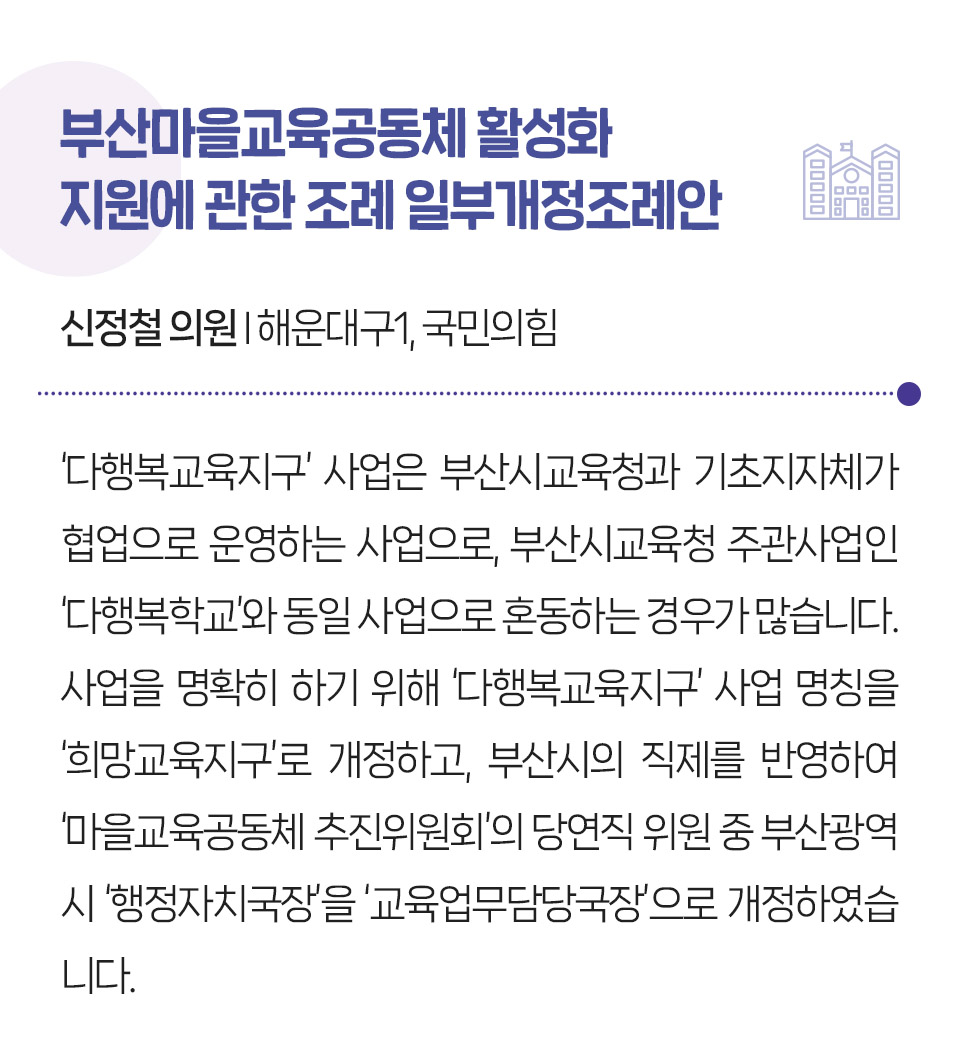 부산마을교육공동체 활성화
지원에 관한 조례 일부개정조례안
신정철 의원 | 해운대구1, 국민의힘
‘다행복교육지구’ 사업은 부산시교육청과 기초지자체가
협업으로 운영하는 사업으로, 부산시교육청 주관사업인
‘다행복학교’와 동일 사업으로 혼동하는 경우가 많습니다.
사업을 명확히 하기 위해 ‘다행복교육지구’ 사업 명칭을
‘희망교육지구’로 개정하고, 부산시의 직제를 반영하여
‘마을교육공동체 추진위원회’의 당연직 위원 중 부산광역
시 ‘행정자치국장’을 ‘교육업무담당국장’으로 개정하였습
니다.